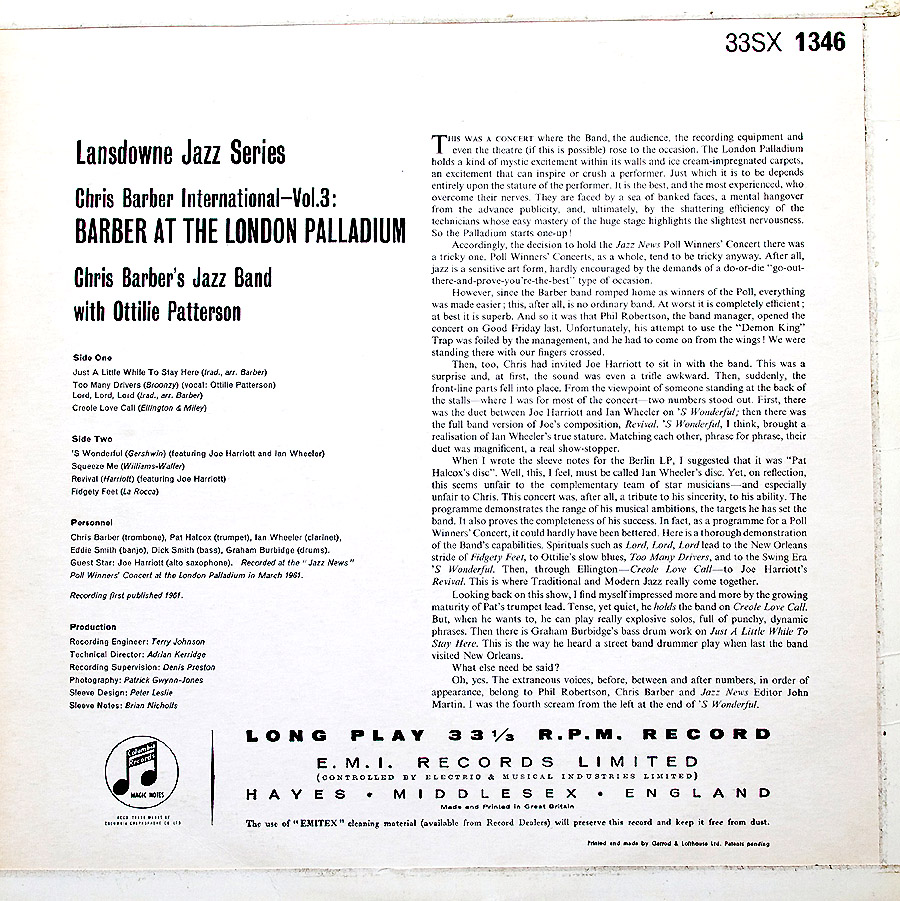 33SX 1346
Lansdowne Jazz Series
Chris Barber International–Vol.3:
BARBER AT THE LONDON PALLADIUM
Chris Barber's Jazz Band
with Ottilie Patterson
Side One
Just A Little While To Stay Here (trad., arr. Barber)
Too Many Drivers (Broonzy) (vocal: Ottilie Patterson)
Lord, Lord, Lord (trad., arr. Barber)
Creole Love Call (Ellington & Miley)
Side Two
'S Wonderful (Gershwin) (featuring Joe Harriott and Ian Wheeler)
Squeeze Me (Williams-Waller)
Revival (Harriott) (featuring Joe Harriott)
Fidgety Feet (La Rocca)
Personnel
Chris Barber (trombone), Pat Halcox (trumpet), Ian Wheeler (clarinet),
Eddie Smith (banjo), Dick Smith (bass), Graham Burbidge (drums).
Guest Star: Joe Harriott (alto saxophone). Recorded at the "Jazz News"
Poll Winners' Concert at the London Palladium in March 1961.
Recording first published 1961.
Production
Recording Engineer: Terry Johnson
Technical Director: Adrian Kerridge
Recording Supervision: Denis Preston
Photography: Patrick Gwynn-Jones
Sleeve Design: Peter Leslie
Sleeve Notes: Brian Nicholls
THIS WAS A CONCERT where the Band, the audience, the recording equipment and
even the theatre (if this is possible) rose to the occasion. The London Palladium
holds a kind of mystic excitement within its walls and ice cream-impregnated carpets,
an excitement that can inspire or crush a performer. Just which it is to be depends
entirely upon the stature of the performer. It is the best, and the most experienced, who
overcome their nerves. They are faced by a sea of banked faces, a mental hangover
from the advance publicity, and, ultimately, by the shattering efficiency of the
technicians whose easy mastery of the huge stage highlights the slightest nervousness.
So the Palladium starts one-up!
Accordingly, the decision to hold the Jazz News Poll Winners' Concert there was
a tricky one. Poll Winners' Concerts, as a whole, tend to be tricky anyway. After all,
jazz is a sensitive art form, hardly encouraged by the demands of a do-or-die "go-out-
there-and-prove-you're-the-best" type of occasion.
However, since the Barber band romped home as winners of the Poll, everything
was made easier; this, after all, is no ordinary band. At worst it is completely efficient;
at best it is superb. And so it was that Phil Robertson, the band manager, opened the
concert on Good Friday last. Unfortunately, his attempt to use the "Demon King"
Trap was foiled by the management, and he had to come on from the wings! We were
standing there with our fingers crossed.
Then, too, Chris had invited Joe Harriott to sit in with the band. This was a
surprise and, at first, the sound was even a trifle awkward. Then, suddenly, the
front-line parts fell into place. From the viewpoint of someone standing at the back of
the stalls—where I was for most of the concert—two numbers stood out. First, there
was the duet between Joe Harriott and Ian Wheeler on 'S Wonderful; then there was
the full band version of Joe's composition, Revival. 'S Wonderful, I think, brought a
realisation of Ian Wheeler's true stature. Matching each other, phrase for phrase, their
duet was magnificent, a real show-stopper.
When I wrote the sleeve notes for the Berlin LP, I suggested that it was "Pat
Halcox's disc". Well, this, I feel, must be called Ian Wheeler's disc. Yet, on reflection,
this seems unfair to the complementary team of star musicians—and especially
unfair to Chris. This concert was, after all, a tribute to his sincerity, to his ability. The
programme demonstrates the range of his musical ambitions, the targets he has set the
band. It also proves the completeness of his success. In fact, as a programme for a Poll
Winners' Concert, it could hardly have been bettered. Here is a thorough demonstration
of the Band's capabilities. Spirituals such as Lord, Lord, Lord lead to the New Orleans
stride of Fidgety Feet, to Ottilie's slow blues, Too Many Drivers, and to the Swing Era
'S Wonderful. Then, through Ellington—Creole Love Call—to Joe Harriott's
Revival. This is where Traditional and Modern Jazz really come together.
Looking back on this show, I find myself impressed more and more by the growing
maturity of Pat's trumpet lead. Tense, yet quiet, he holds the band on Creole Love Call.
But, when he wants to, he can play really explosive solos, full of punchy, dynamic
phrases. Then there is Graham Burbidge's bass drum work on Just A Little While To
Stay Here. This is the way he heard a street band drummer play when last the band
visited New Orleans.
What else need be said?
Oh, yes. The extraneous voices, before, between and after numbers, in order of
appearance, belong to Phil Robertson, Chris Barber and Jazz News Editor John
Martin. I was the fourth scream from the left at the end of 'S Wonderful.
Columbia
Records
MAGIC NOTES
LONG PLAY 33⅓ R.P.M. RECORD
E.M.I. RECORDS LIMITED
(CONTROLLED BY ELECTRIC & MUSICAL INDUSTRIES LIMITED)
HAYES • MIDDLESEX • ENGLAND
Made and Printed in Great Britain
The use of "EMITEX" cleaning material (available from Record Dealers) will preserve this record and keep it free from dust.
Printed and made by Garrod & Lofthouse Ltd. Patents pending